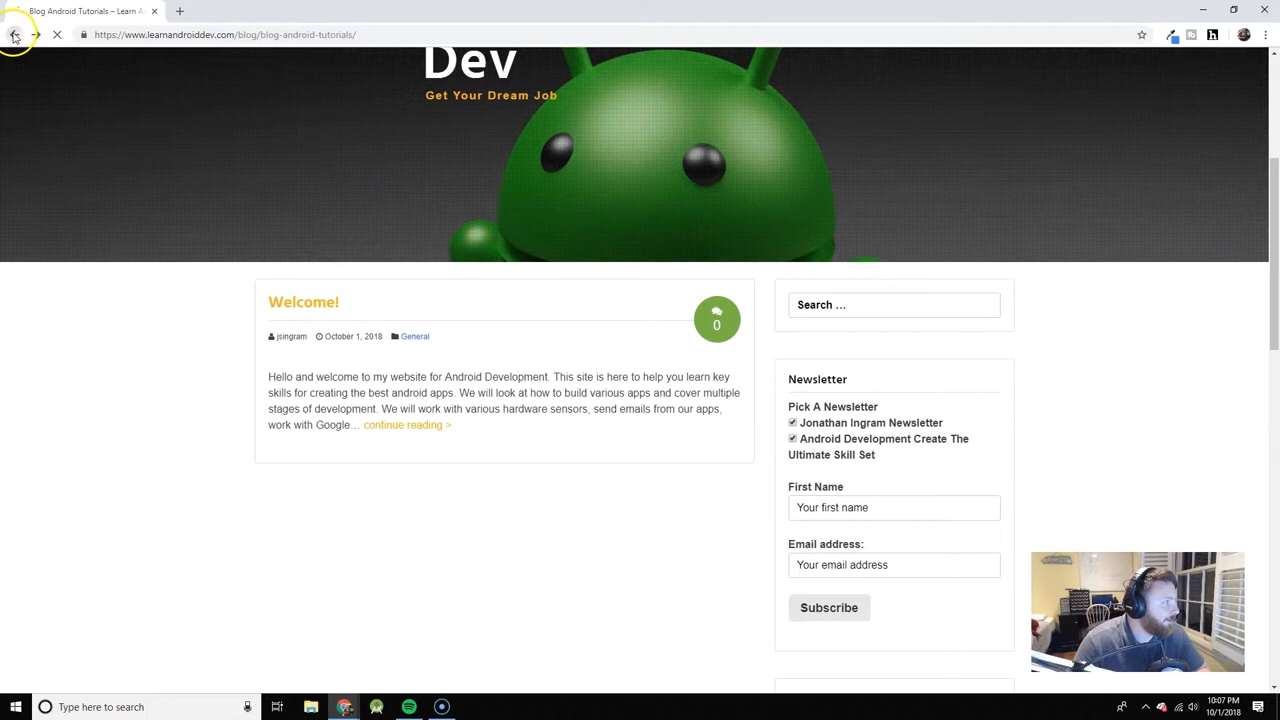 Blog Android Tutorials – Learn A
https://www.learnandroiddev.com/blog/blog-android-tutorials/
Dev
Get Your Dream Job
Welcome!
0
jsingram October 1, 2018 General
Hello and welcome to my website for Android Development. This site is here to help you learn key
skills for creating the best android apps. We will look at how to build various apps and cover multiple
stages of development. We will work with various hardware sensors, send emails from our apps,
work with Google… continue reading >
Search …
Newsletter
Pick A Newsletter
Jonathan Ingram Newsletter
Android Development Create The
Ultimate Skill Set
First Name
Your first name
Email address:
Your email address
Subscribe
Type here to search
10:07 PM
10/1/2018